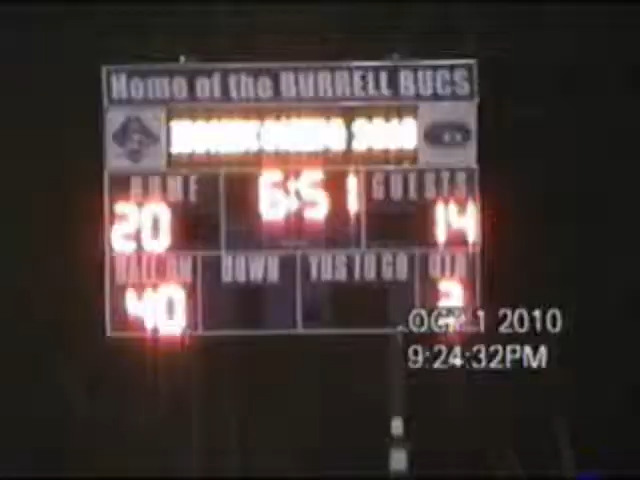 Home of the BURRELL BUCS
HOME 6:51 GUESTS
20 14
BALL ON DOWN YDS TO GO QTR
40
OCT 1 2010
9:24:32PM